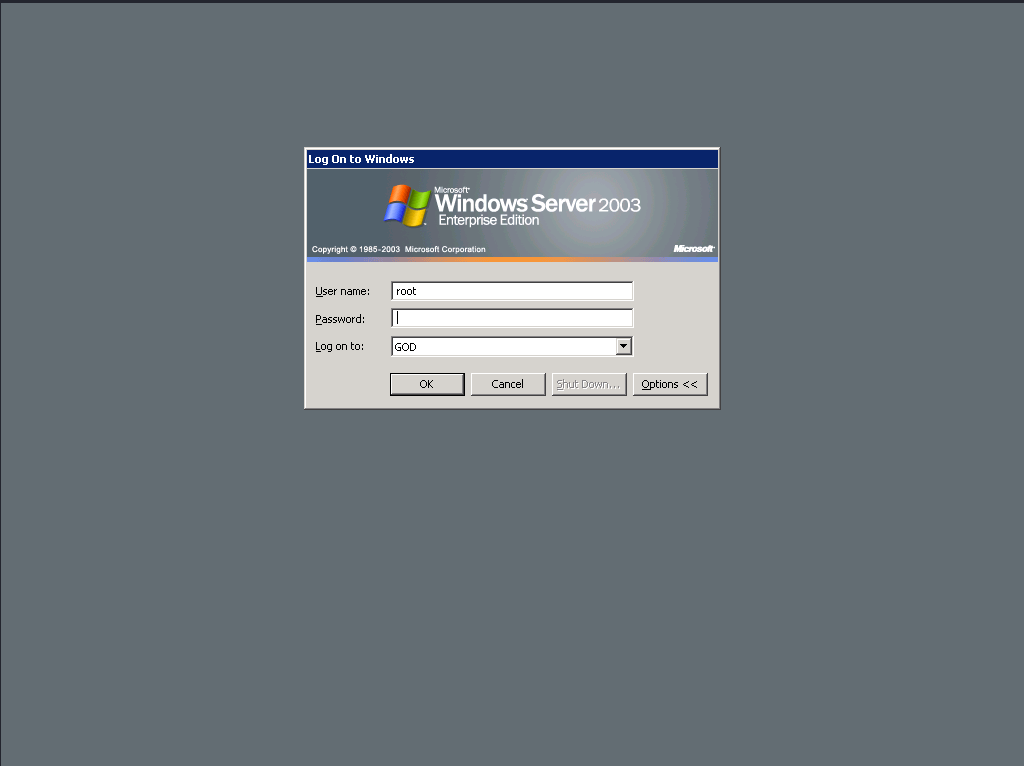 Log On to Windows
Microsoft
Windows Server 2003
Enterprise Edition
Copyright © 1985-2003 Microsoft Corporation
Microsoft
User name:
root
Password:
Log on to:
GOD
OK
Cancel
Shut Down...
Options <<